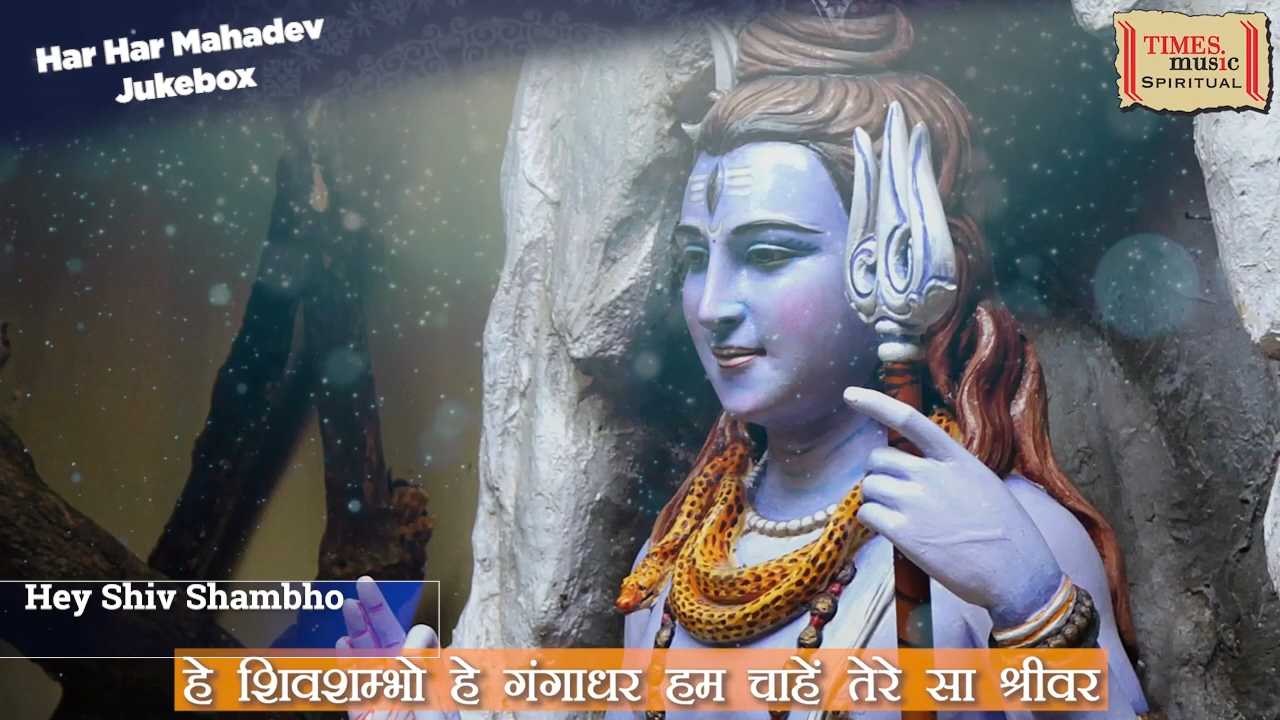 Har Har Mahadev
Jukebox
TIMES.
music
SPIRITUAL
Hey Shiv Shambho
हे शिवशम्भो हे गंगाधर हम चाहें तेरे सा श्रीवर